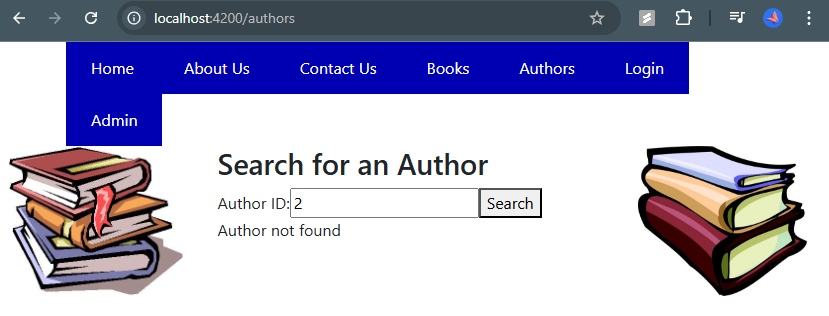 localhost:4200/authors
Home About Us Contact Us Books Authors Login
Admin
Search for an Author
Author ID: 2 Search
Author not found